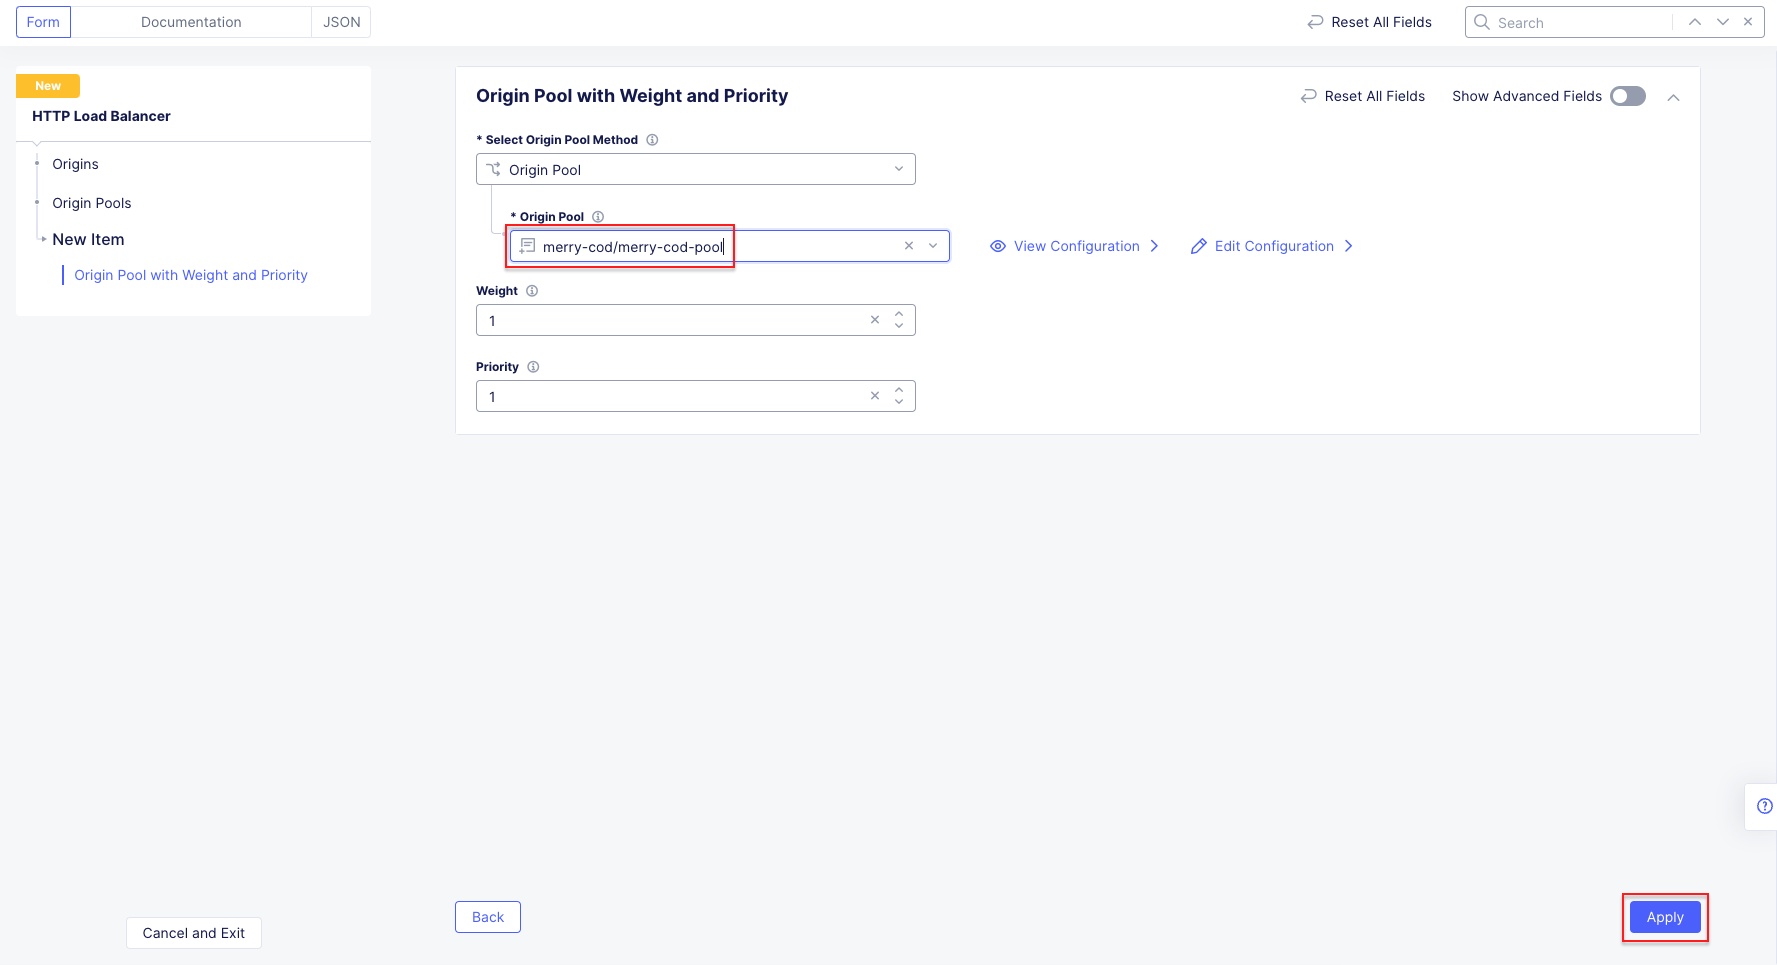 Form
Documentation
JSON
Reset All Fields
Search
New
HTTP Load Balancer
Origins
Origin Pools
New Item
Origin Pool with Weight and Priority
Origin Pool with Weight and Priority
Reset All Fields
Show Advanced Fields
* Select Origin Pool Method
Origin Pool
* Origin Pool
merry-cod/merry-cod-pool
View Configuration
Edit Configuration
Weight
1
Priority
1
Cancel and Exit
Back
Apply